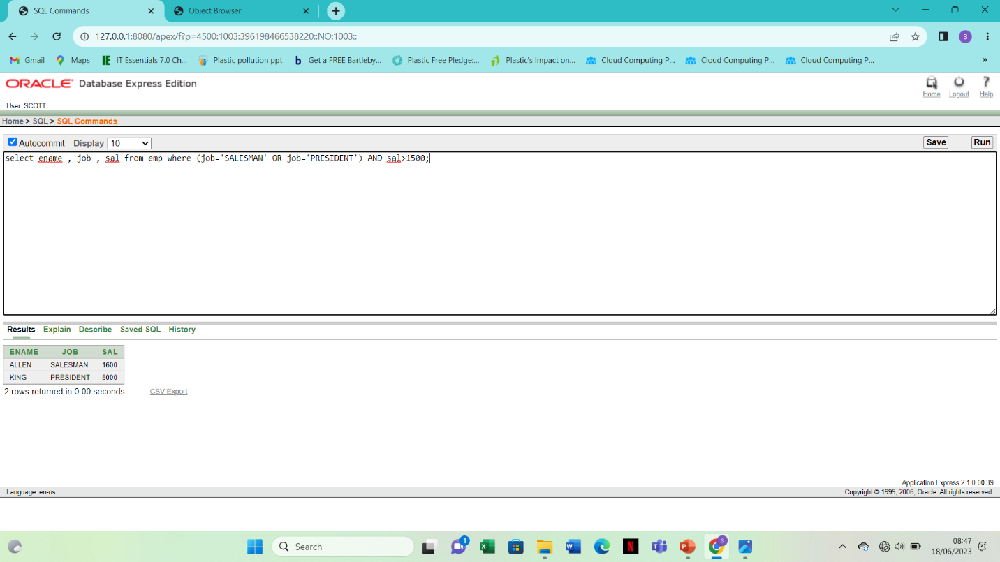 SQL Commands
Object Browser
127.0.0.1:8080/apex/f?p=4500:1003:396198466538220::NO:1003::
S
Gmail Maps IT Essentials 7.0 Ch... Plastic pollution ppt Get a FREE Bartleby... Plastic Free Pledge:... Plastic's Impact on... Cloud Computing P... Cloud Computing P... Cloud Computing P... »
ORACLE Database Express Edition
Home Logout Help
User: SCOTT
Home > SQL > SQL Commands
Autocommit Display 10 Save Run
select ename , job , sal from emp where (job='SALESMAN' OR job='PRESIDENT') AND sal>1500;
Results Explain Describe Saved SQL History
ENAME JOB SAL
ALLEN SALESMAN 1600
KING PRESIDENT 5000
2 rows returned in 0.00 seconds CSV Export
Application Express 2.1.0.00.39
Language: en-us Copyright © 1999, 2006, Oracle. All rights reserved.
Search 1 S 08:47
18/06/2023